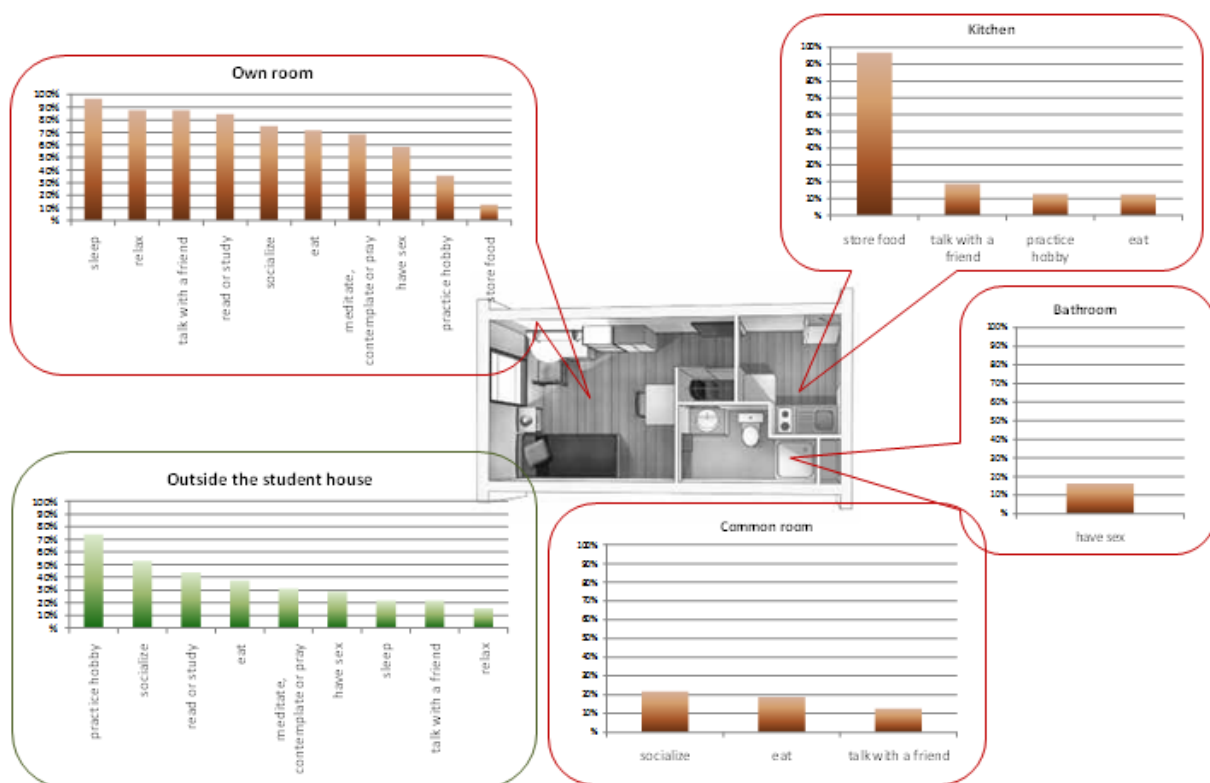 Own room
100%
90%
80%
70%
60%
50%
40%
30%
20%
10%
%
sleep
relax
talk with a friend
read or study
socialize
eat
meditate,
contemplate or pray
have sex
practice hobby
store food
Kitchen
100%
90%
80%
70%
60%
50%
40%
30%
20%
10%
%
store food
talk with a
friend
practice
hobby
eat
Bathroom
100%
90%
80%
70%
60%
50%
40%
30%
20%
10%
%
have sex
Outside the student house
100%
90%
80%
70%
60%
50%
40%
30%
20%
10%
%
practice hobby
socialize
read or study
eat
meditate,
contemplate or pray
have sex
sleep
talk with a friend
relax
Common room
100%
90%
80%
70%
60%
50%
40%
30%
20%
10%
%
socialize
eat
talk with a friend